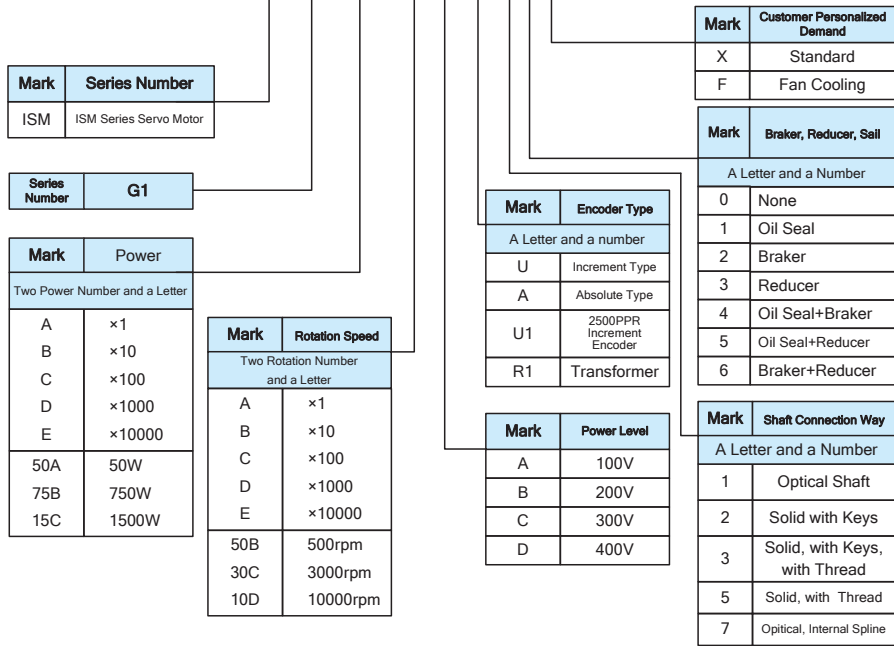 Mark Series Number
ISM ISM Series Servo Motor
Series
Number
G1
Mark Power
Two Power Number and a Letter
A ×1
B ×10
C ×100
D ×1000
E ×10000
50A 50W
75B 750W
15C 1500W
Mark Rotation Speed
Two Rotation Number
and a Letter
A ×1
B ×10
C ×100
D ×1000
E ×10000
50B 500rpm
30C 3000rpm
10D 10000rpm
Mark Encoder Type
A Letter and a number
U Increment Type
A Absolute Type
U1 2500PPR
Increment
Encoder
R1 Transformer
Mark Power Level
A 100V
B 200V
C 300V
D 400V
Mark Customer Personalized
Demand
X Standard
F Fan Cooling
Mark Braker, Reducer, Sail
A Letter and a Number
0 None
1 Oil Seal
2 Braker
3 Reducer
4 Oil Seal+Braker
5 Oil Seal+Reducer
6 Braker+Reducer
Mark Shaft Connection Way
A Letter and a Number
1 Optical Shaft
2 Solid with Keys
3 Solid, with Keys,
with Thread
5 Solid, with Thread
7 Opitical, Internal Spline